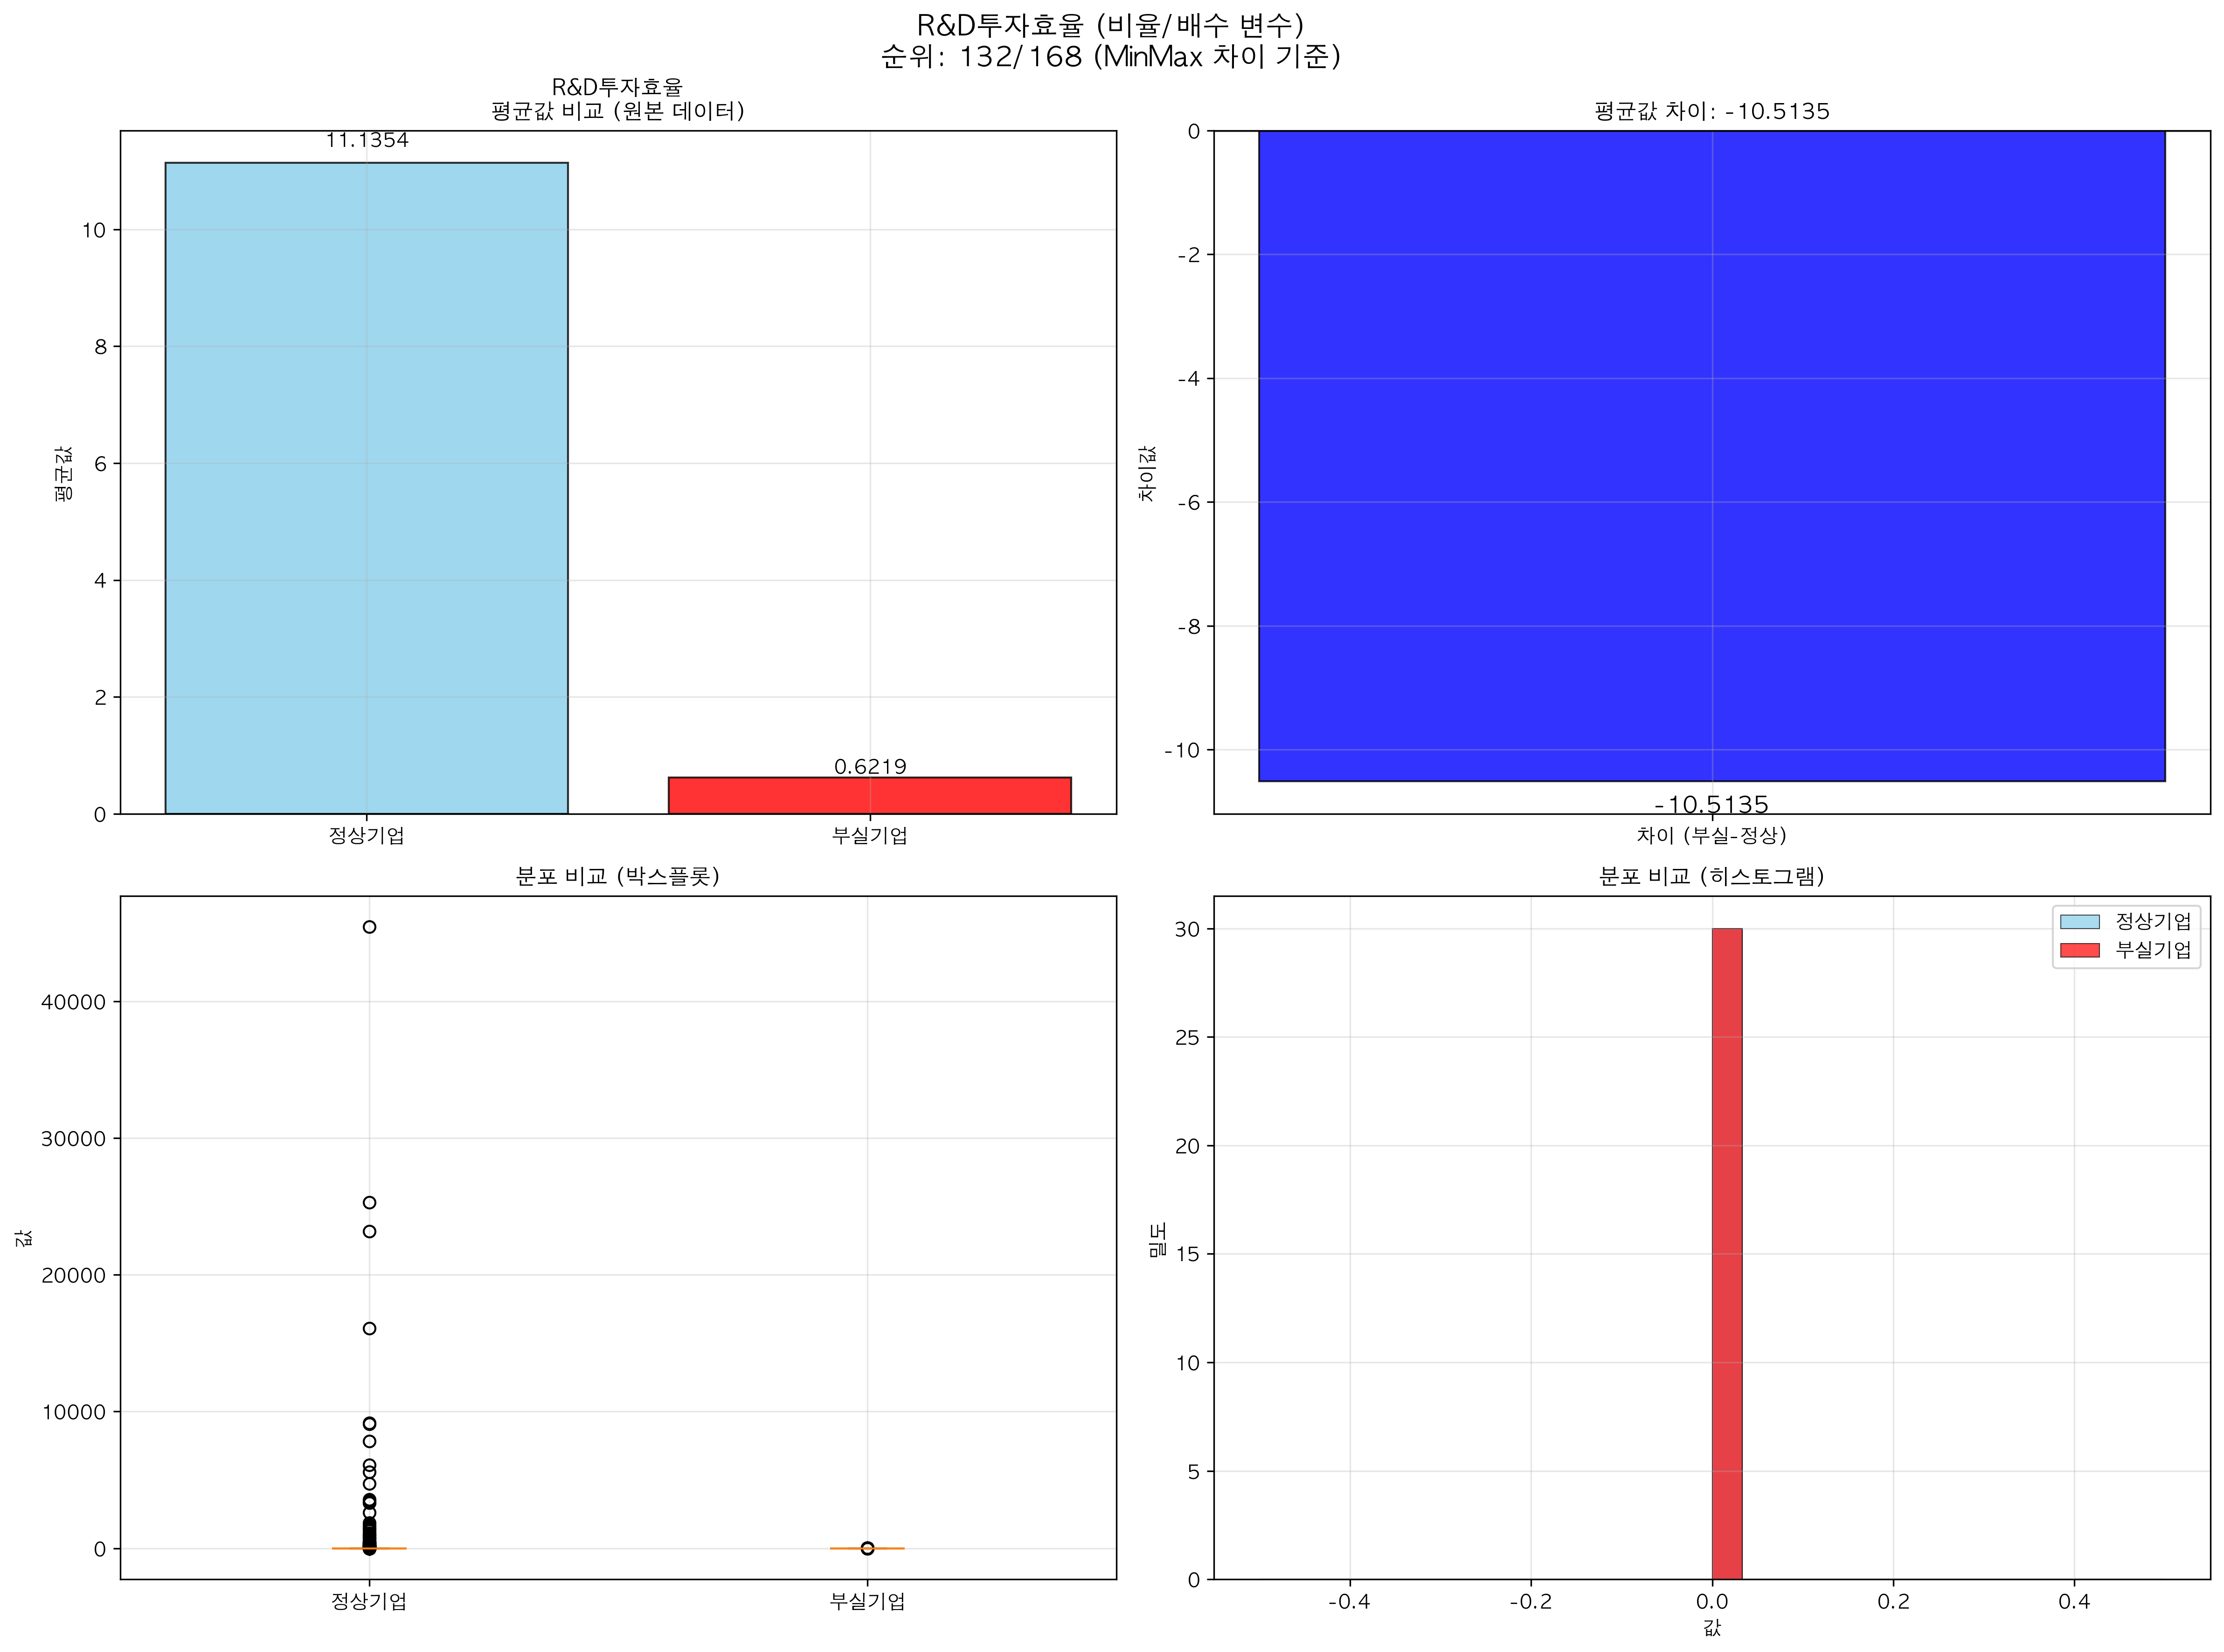 R&D투자효율 (비율/배수 변수)
순위: 132/168 (MinMax 차이 기준)
R&D투자효율
평균값 비교 (원본 데이터)
11.1354
0.6219
10
8
6
4
2
0
평균값
정상기업
부실기업
평균값 차이: -10.5135
0
-2
-4
-6
-8
-10
차이값
-10.5135
차이 (부실-정상)
분포 비교 (박스플롯)
40000
30000
20000
10000
0
값
정상기업
부실기업
분포 비교 (히스토그램)
정상기업
부실기업
30
25
20
15
10
5
0
밀도
-0.4
-0.2
0.0
0.2
0.4
값